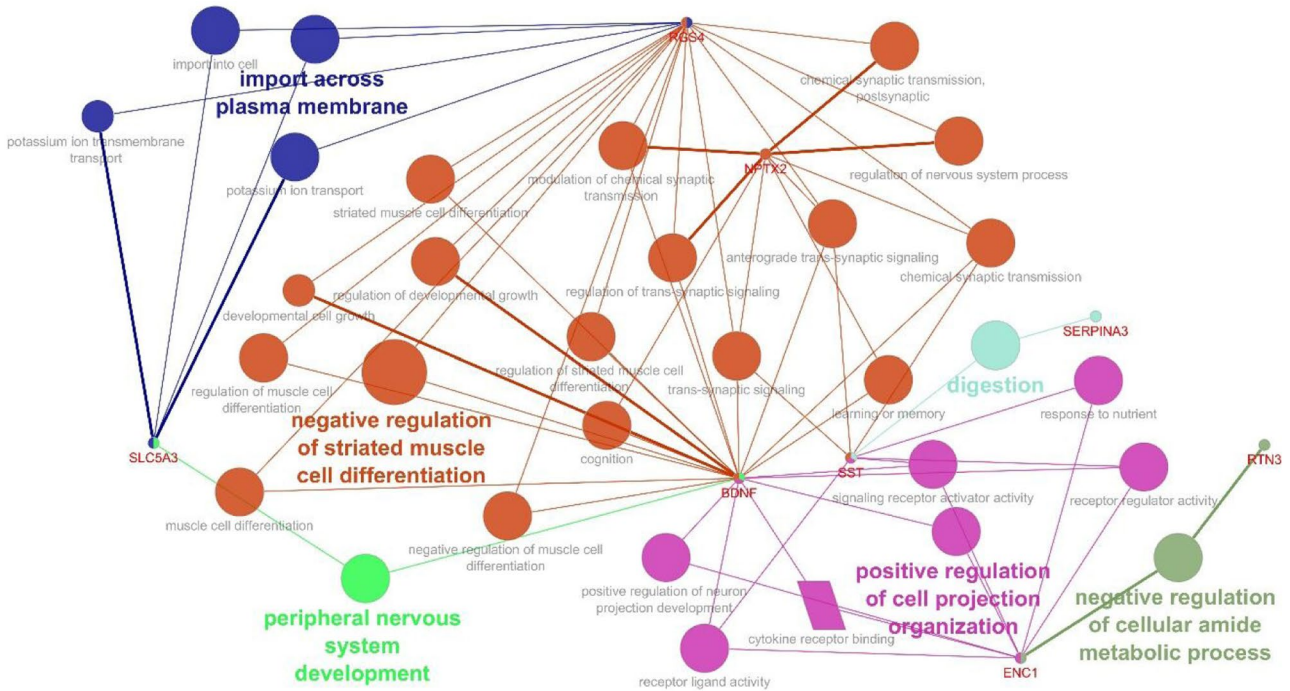 RGS4
import into cell
import across
plasma membrane
chemical synaptic transmission,
postsynaptic
potassium ion transmembrane
transport
potassium ion transport
NPTX2
modulation of chemical synaptic
transmission
regulation of nervous system process
striated muscle cell differentiation
anterograde trans-synaptic signaling
chemical synaptic transmission
regulation of developmental growth
regulation of trans-synaptic signaling
developmental cell growth
SERPINA3
regulation of striated muscle cell
differentiation
trans-synaptic signaling
regulation of muscle cell
differentiation
digestion
learning or memory
response to nutrient
negative regulation
of striated muscle
cell differentiation
cognition
SLC5A3
RTN3
SST
BDNF
signaling receptor activator activity
receptor regulator activity
muscle cell differentiation
negative regulation of muscle cell
differentiation
positive regulation of neuron
projection development
positive regulation
of cell projection
organization
negative regulation
of cellular amide
metabolic process
peripheral nervous
system
development
cytokine receptor binding
ENC1
receptor ligand activity